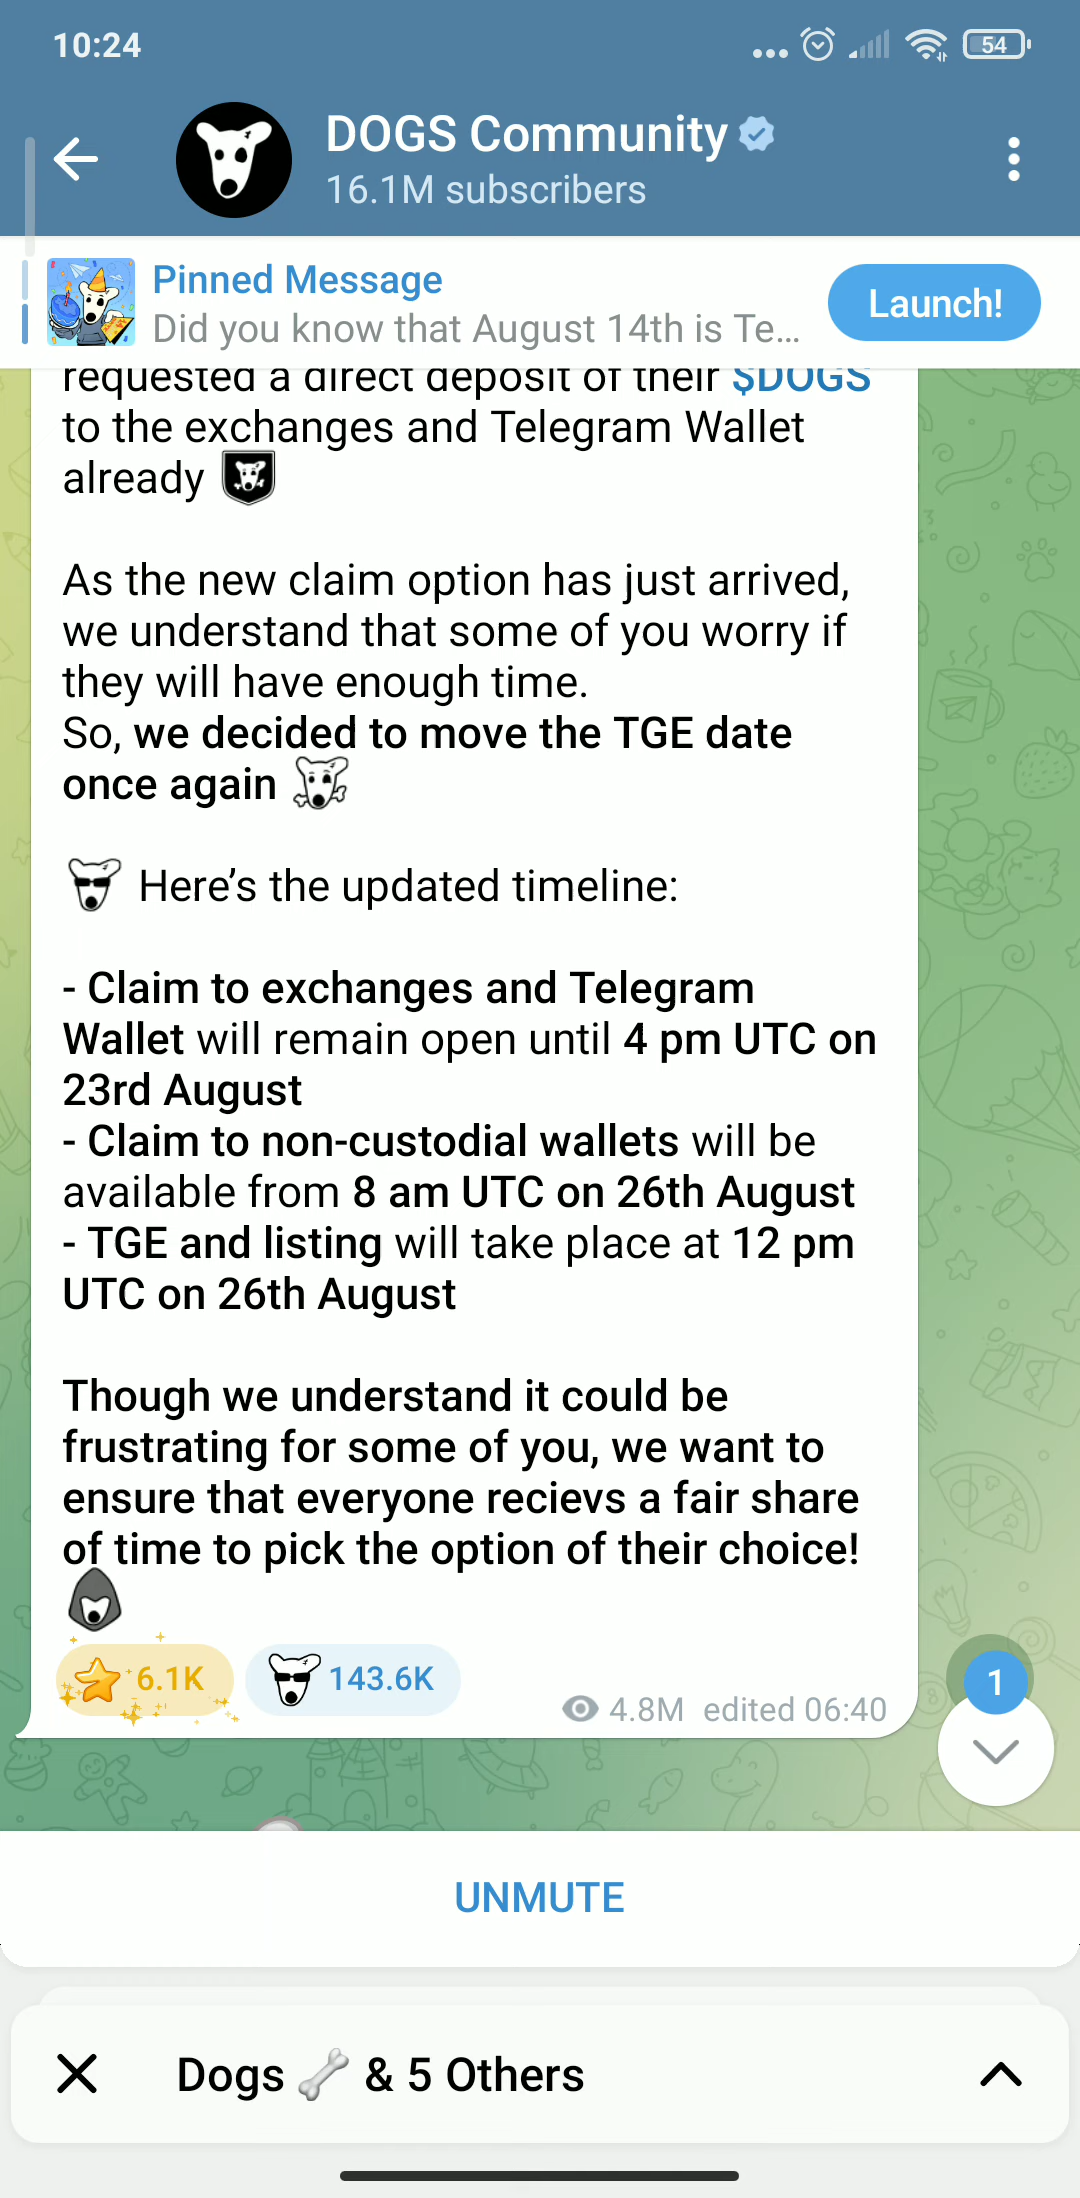 10:24
54
DOGS Community
16.1M subscribers
Pinned Message
Did you know that August 14th is Te...
Launch!
requested a direct deposit of their $DOGS
to the exchanges and Telegram Wallet
already
As the new claim option has just arrived,
we understand that some of you worry if
they will have enough time.
So, we decided to move the TGE date
once again
Here’s the updated timeline:
- Claim to exchanges and Telegram
Wallet will remain open until 4 pm UTC on
23rd August
- Claim to non-custodial wallets will be
available from 8 am UTC on 26th August
- TGE and listing will take place at 12 pm
UTC on 26th August
Though we understand it could be
frustrating for some of you, we want to
ensure that everyone recievs a fair share
of time to pick the option of their choice!
6.1K
143.6K
4.8M edited 06:40
1
UNMUTE
Dogs & 5 Others